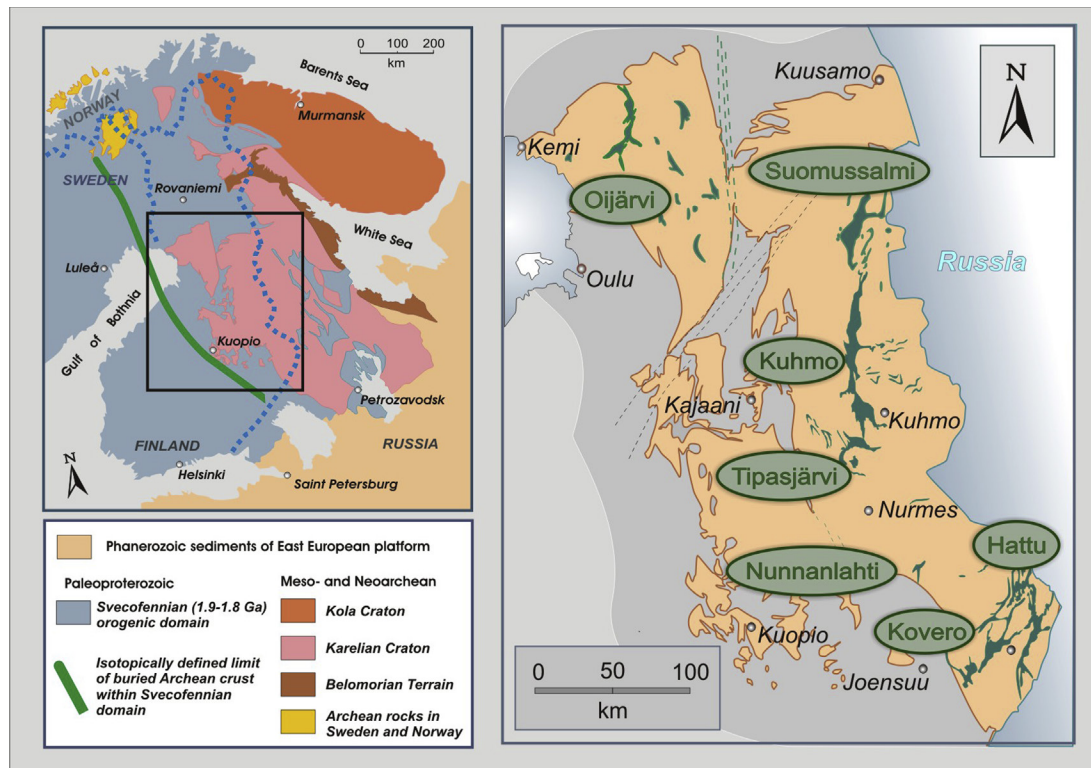 0 100 200
km
Barents Sea
NORWAY
Murmansk
SWEDEN
Rovaniemi
White Sea
Luleå
Gulf of Bothnia
Kuopio
Petrozavodsk
FINLAND
RUSSIA
N
Helsinki
Saint Petersburg
Phanerozoic sediments of East European platform
Paleoproterozoic
Svecofennian (1.9-1.8 Ga)
orogenic domain
Isotopically defined limit
of buried Archean crust
within Svecofennian
domain
Meso- and Neoarchean
Kola Craton
Karelian Craton
Belomorian Terrain
Archean rocks in
Sweden and Norway
Kuusamo
N
Kemi
Suomussalmi
Oijärvi
Russia
Oulu
Kuhmo
Kajaani
Kuhmo
Tipasjärvi
Nurmes
Hattu
Nunnanlahti
Kuopio
Kovero
Joensuu
0 50 100
km